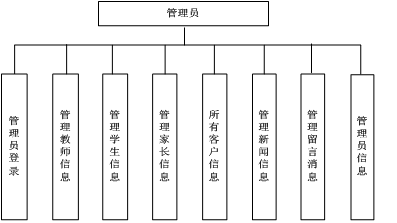 管理员
管理员登录
管理教师信息
管理学生信息
管理家长信息
所有客户信息
管理新闻信息
管理留言消息
管理员信息